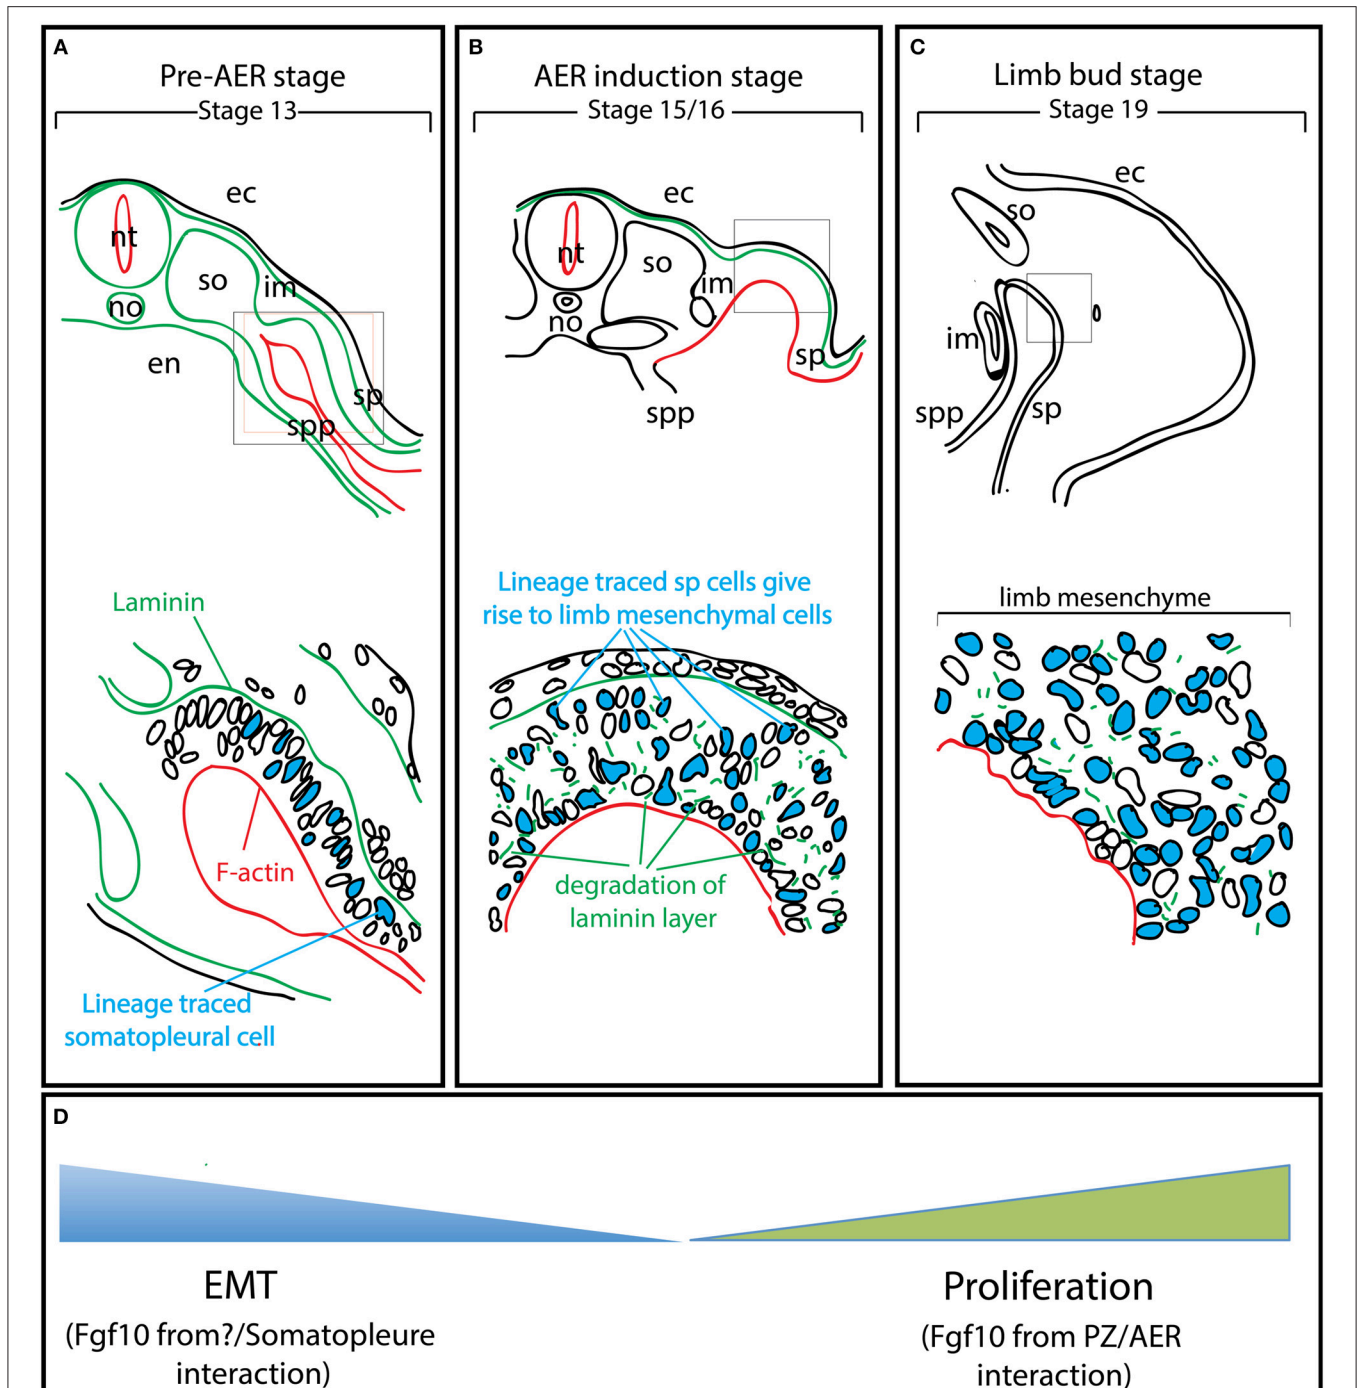 A
Pre-AER stage
Stage 13
ec
nt
so
im
no
en
sp
spp
Laminin
F-actin
Lineage traced
somatopleural cell
B
AER induction stage
Stage 15/16
ec
nt
so
im
no
sp
spp
Lineage traced sp cells give
rise to limb mesenchymal cells
degradation of
laminin layer
C
Limb bud stage
Stage 19
ec
so
im
spp
sp
limb mesenchyme
D
EMT
(Fgf10 from?/Somatopleure
interaction)
Proliferation
(Fgf10 from PZ/AER
interaction)